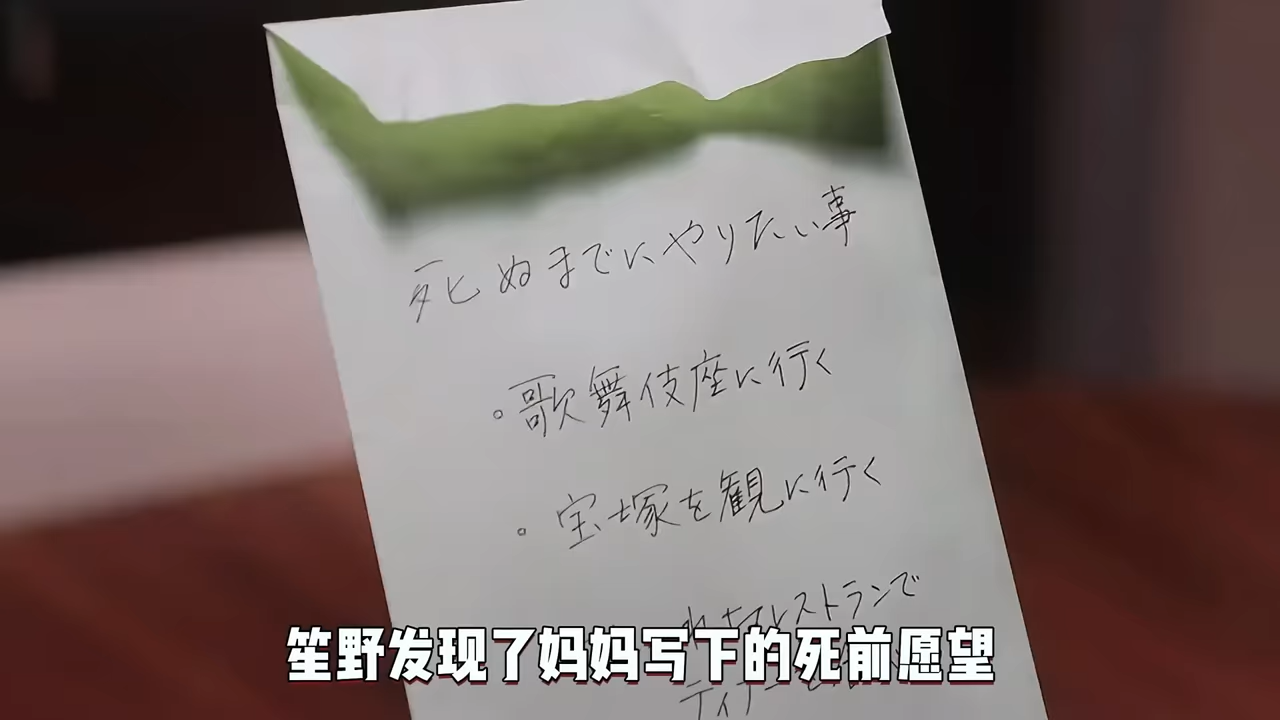 死ぬまでにやりたい事
。歌舞伎座に行く
。宝塚を観に行く
レストランで
笙野发现了妈妈写下的死前愿望